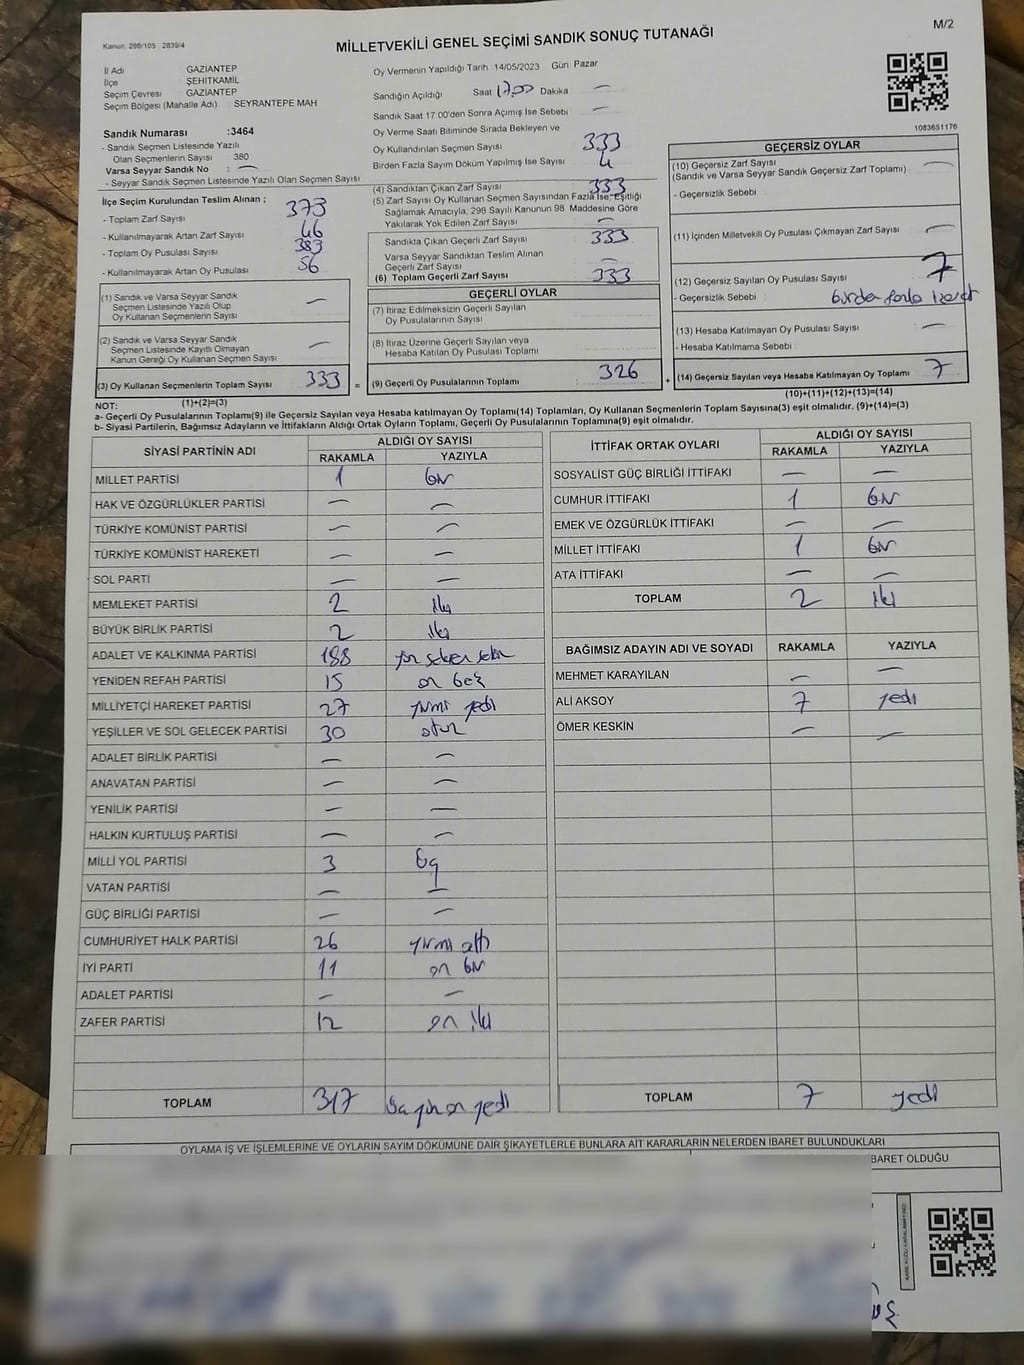 M/2
Kanun: 298/105 2839/4
MİLLETVEKİLİ GENEL SEÇİMİ SANDIK SONUÇ TUTANAĞI
İl Adı GAZİANTEP
İlçe ŞEHİTKAMİL
Seçim Çevresi GAZİANTEP
Seçim Bölgesi (Mahalle Adı) SEYRANTEPE MAH
Sandık Numarası :3464
- Sandık Seçmen Listesinde Yazılı
Olan Seçmenlerin Sayısı 380
Varsa Seyyar Sandık No : —
- Seyyar Sandık Seçmen Listesinde Yazılı Olan Seçmen Sayısı
İlçe Seçim Kurulundan Teslim Alınan ;
- Toplam Zarf Sayısı 373
- Kullanılmayarak Artan Zarf Sayısı
- Toplam Oy Pusulası Sayısı 383
- Kullanılmayarak Artan Oy Pusulası 56
(1) Sandık ve Varsa Seyyar Sandık
Seçmen Listesinde Yazılı Olup
Oy Kullanan Seçmenlerin Sayısı —
(2) Sandık ve Varsa Seyyar Sandık
Seçmen Listesinde Kayıtlı Olmayan
Kanun Gereği Oy Kullanan Seçmen Sayısı —
(3) Oy Kullanan Seçmenlerin Toplam Sayısı 333 =
(1)+(2)=(3)
Oy Vermenin Yapıldığı Tarih 14/05/2023 Gün Pazar
Sandığın Açıldığı Saat 17.00 Dakika —
Sandık Saat 17.00'den Sonra Açımış İse Sebebi —
Oy Verme Saati Bitiminde Sırada Bekleyen ve
Oy Kullandırılan Seçmen Sayısı 333
Birden Fazla Sayım Döküm Yapılmış İse Sayısı
(4) Sandıktan Çıkan Zarf Sayısı 333
(5) Zarf Sayısı Oy Kullanan Seçmen Sayısından Fazla İse, Eşitliği
Sağlamak Amacıyla, 298 Sayılı Kanunun 98. Maddesine Göre
Yakılarak Yok Edilen Zarf Sayısı —
Sandıkta Çıkan Geçerli Zarf Sayısı 333
Varsa Seyyar Sandıktan Teslim Alınan
Geçerli Zarf Sayısı —
(6) Toplam Geçerli Zarf Sayısı 333
GEÇERLİ OYLAR
(7) İtiraz Edilmeksizin Geçerli Sayılan
Oy Pusulalarının Sayısı
(8) İtiraz Üzerine Geçerli Sayılan veya
Hesaba Katılan Oy Pusulası Toplamı
(9) Geçerli Oy Pusulalarının Toplamı 326 +
1083651176
GEÇERSİZ OYLAR
(10) Geçersiz Zarf Sayısı —
(Sandık ve Varsa Seyyar Sandık Geçersiz Zarf Toplamı)
- Geçersizlik Sebebi
(11) İçinden Milletvekili Oy Pusulası Çıkmayan Zarf Sayısı —
(12) Geçersiz Sayılan Oy Pusulası Sayısı 7
- Geçersizlik Sebebi : birden fazla
(13) Hesaba Katılmayan Oy Pusulası Sayısı —
- Hesaba Katılmama Sebebi
(14) Geçersiz Sayılan veya Hesaba Katılmayan Oy Toplamı 7
(10)+(11)+(12)+(13)=(14)
NOT:
a- Geçerli Oy Pusulalarının Toplamı(9) ile Geçersiz Sayılan veya Hesaba katılmayan Oy Toplamı(14) Toplamları, Oy Kullanan Seçmenlerin Toplam Sayısına(3) eşit olmalıdır. (9)+(14)=(3)
b- Siyasi Partilerin, Bağımsız Adayların ve İttifakların Aldığı Ortak Oyların Toplamı, Geçerli Oy Pusulalarının Toplamına(9) eşit olmalıdır.
SİYASİ PARTİNİN ADI ALDIĞI OY SAYISI
RAKAMLA YAZIYLA
MİLLET PARTİSİ 1 bir
HAK VE ÖZGÜRLÜKLER PARTİSİ — —
TÜRKİYE KOMÜNİST PARTİSİ — —
TÜRKİYE KOMÜNİST HAREKETİ — —
SOL PARTİ — —
MEMLEKET PARTİSİ 2 iki
BÜYÜK BİRLİK PARTİSİ 2 iki
ADALET VE KALKINMA PARTİSİ 188 yüz seksen sekiz
YENİDEN REFAH PARTİSİ 15 on beş
MİLLİYETÇİ HAREKET PARTİSİ 27 yirmi yedi
YEŞİLLER VE SOL GELECEK PARTİSİ 30 otuz
ADALET BİRLİK PARTİSİ — —
ANAVATAN PARTİSİ — —
YENİLİK PARTİSİ — —
HALKIN KURTULUŞ PARTİSİ — —
MİLLİ YOL PARTİSİ 3 üç
VATAN PARTİSİ — —
GÜÇ BİRLİĞİ PARTİSİ — —
CUMHURİYET HALK PARTİSİ 26 yirmi altı
İYİ PARTİ 11 on bir
ADALET PARTİSİ — —
ZAFER PARTİSİ 12 on iki
TOPLAM 317 üç yüz on yedi
İTTİFAK ORTAK OYLARI ALDIĞI OY SAYISI
RAKAMLA YAZIYLA
SOSYALİST GÜÇ BİRLİĞİ İTTİFAKI — —
CUMHUR İTTİFAKI 1 bir
EMEK VE ÖZGÜRLÜK İTTİFAKI — —
MİLLET İTTİFAKI 1 bir
ATA İTTİFAKI — —
TOPLAM 2 iki
BAĞIMSIZ ADAYIN ADI VE SOYADI RAKAMLA YAZIYLA
MEHMET KARAYILAN — —
ALİ AKSOY 7 yedi
ÖMER KESKİN — —
TOPLAM 7 yedi
OYLAMA İŞ VE İŞLEMLERİNE VE OYLARIN SAYIM DÖKÜMÜNE DAİR ŞİKAYETLERLE BUNLARA AİT KARARLARIN NELERDEN İBARET BULUNDUKLARI
BARET OLDUĞU